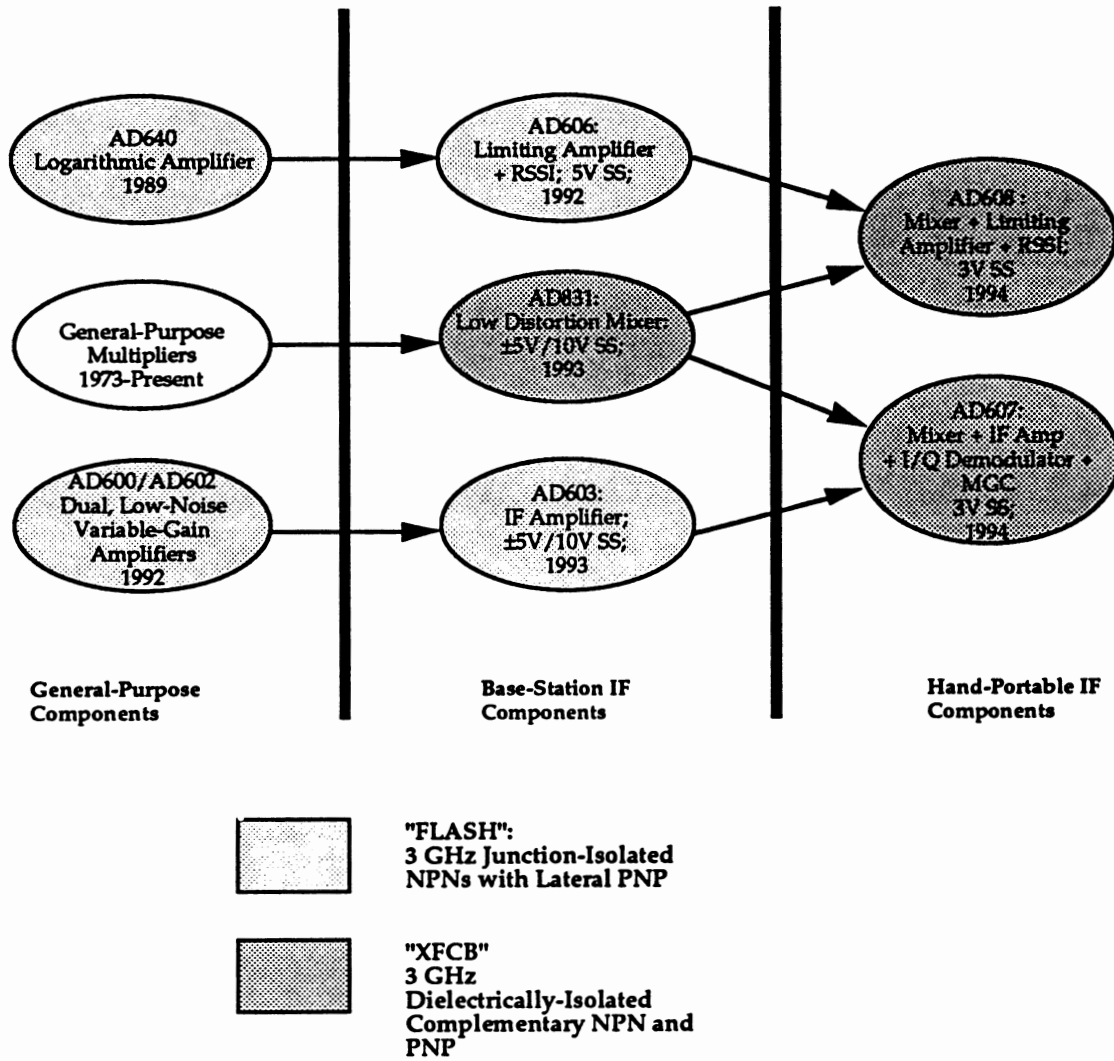 AD640
Logarithmic Amplifier
1989
AD606:
Limiting Amplifier
+ RSSI; 5V SS;
1992
AD608 :
Mixer + Limiting
Amplifier + RSSI;
3V SS
1994
General-Purpose
Multipliers
1973-Present
AD831:
Low Distortion Mixer:
±5V/10V SS;
1993
AD607:
Mixer + IF Amp
+ I/Q Demodulator +
MGC
3V SS;
1994
AD600/AD602
Dual, Low-Noise
Variable-Gain
Amplifiers
1992
AD603:
IF Amplifier;
±5V/10V SS;
1993
General-Purpose
Components
Base-Station IF
Components
Hand-Portable IF
Components
"FLASH":
3 GHz Junction-Isolated
NPNs with Lateral PNP
"XFCB"
3 GHz
Dielectrically-Isolated
Complementary NPN and
PNP